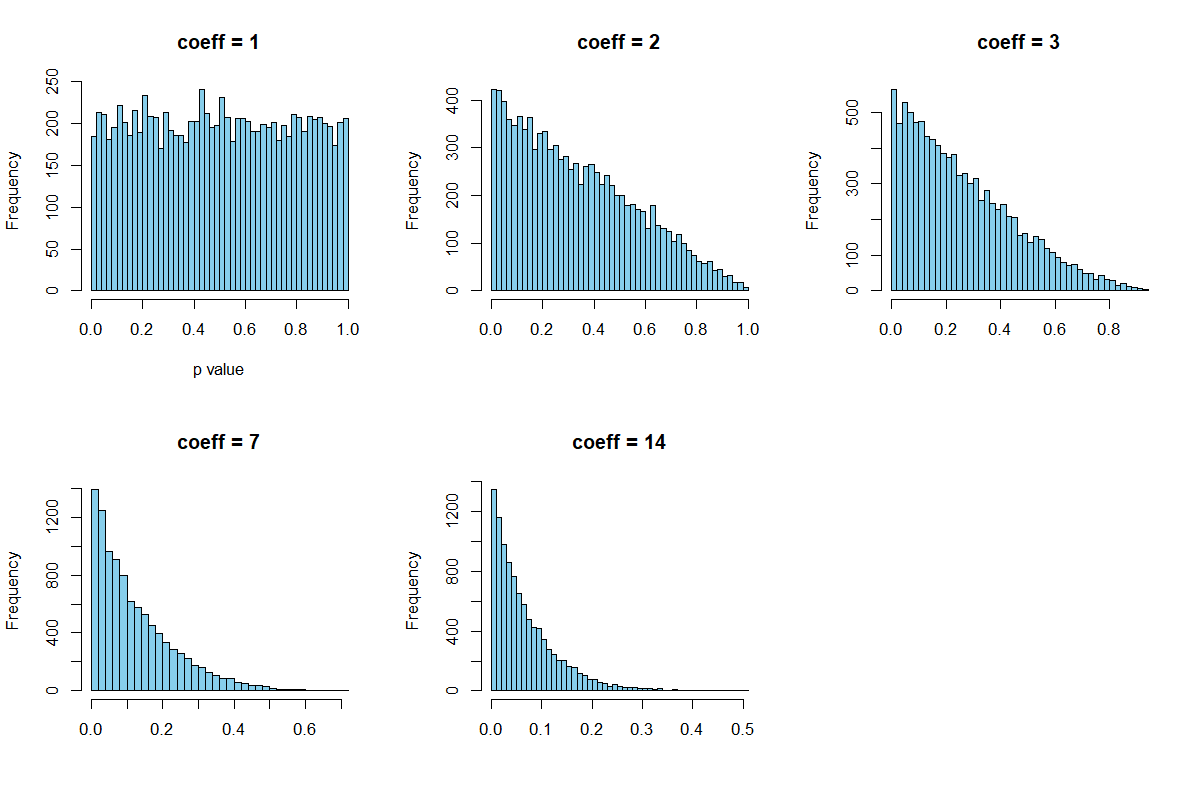 coeff = 1
Frequency
0
50
100
150
200
250
0.0 0.2 0.4 0.6 0.8 1.0
p value
coeff = 2
Frequency
0
100
200
300
400
0.0 0.2 0.4 0.6 0.8 1.0
coeff = 3
Frequency
0
100
300
500
0.0 0.2 0.4 0.6 0.8
coeff = 7
Frequency
0
400
800
1200
0.0 0.2 0.4 0.6
coeff = 14
Frequency
0
400
800
1200
0.0 0.1 0.2 0.3 0.4 0.5